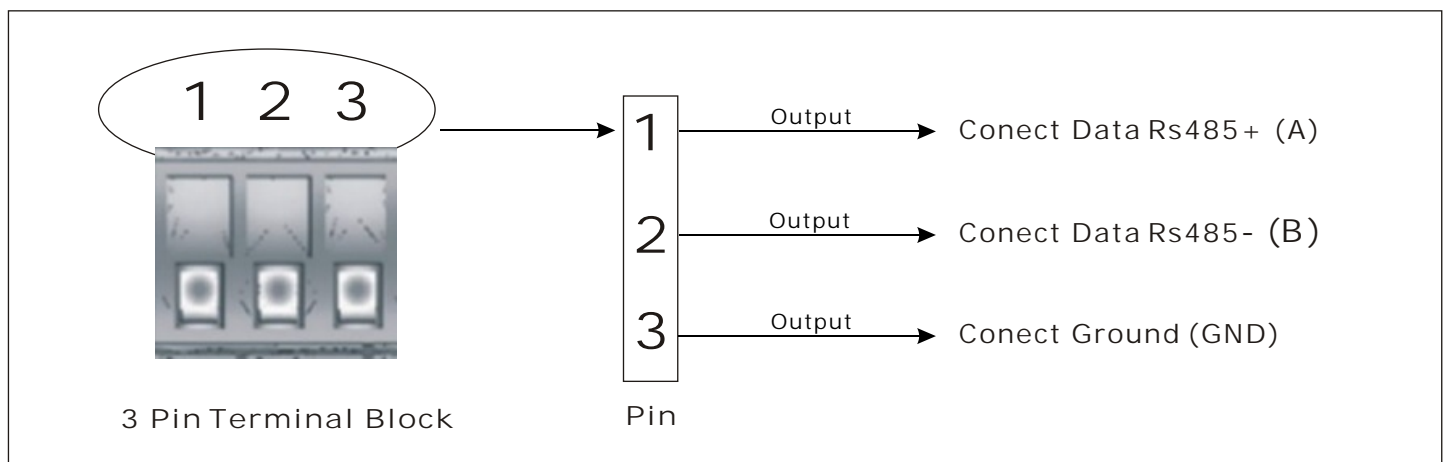 1 2 3
1 Output Conect Data Rs485+ (A)
2 Output Conect Data Rs485- (B)
3 Output Conect Ground (GND)
3 Pin Terminal Block
Pin